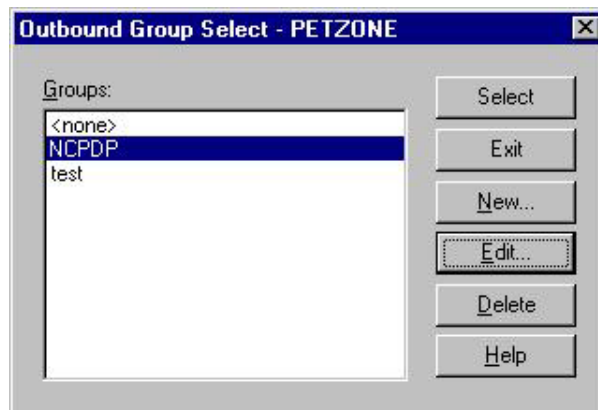 Outbound Group Select - PETZONE
Groups:
<none>
NCPDP
test
Select
Exit
New...
Edit...
Delete
Help